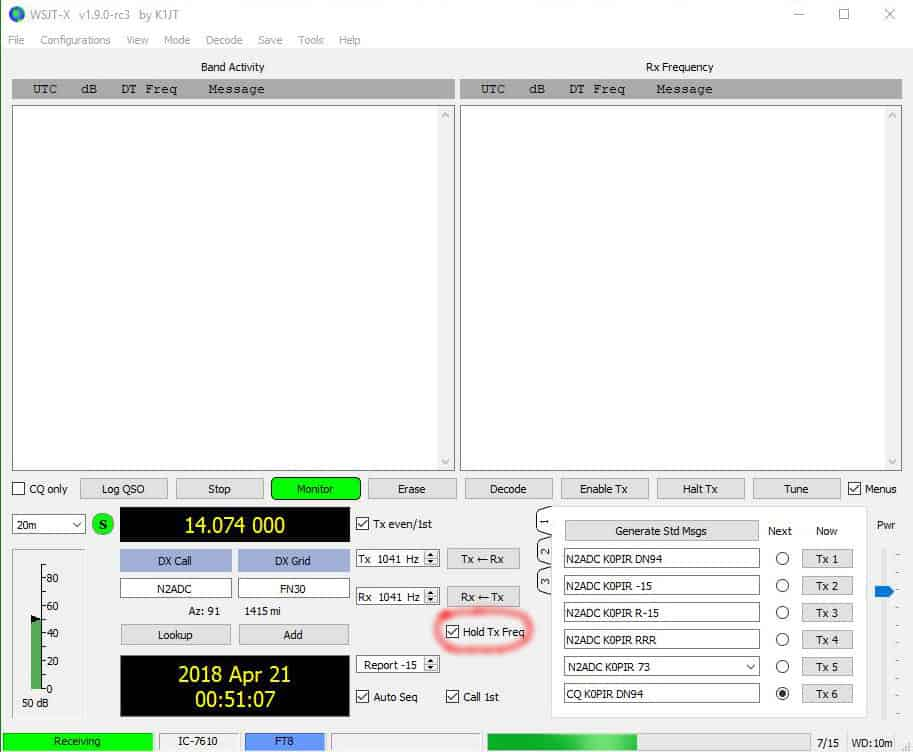 WSJT-X v1.9.0-rc3 by K1JT
File Configurations View Mode Decode Save Tools Help
Band Activity Rx Frequency
UTC dB DT Freq Message UTC dB DT Freq Message
CQ only Log QSO Stop Monitor Erase Decode Enable Tx Halt Tx Tune Menus
20m S 14.074 000 Tx even/1st 1 Generate Std Msgs Next Now Pwr
DX Call DX Grid Tx 1041 Hz Tx ← Rx 2 N2ADC K0PIR DN94 Tx 1
N2ADC FN30 3 N2ADC K0PIR -15 Tx 2
-80
Az: 91 1415 mi Rx 1041 Hz Rx ← Tx N2ADC K0PIR R-15 Tx 3
-60
Lookup Add Hold Tx Freq N2ADC K0PIR RRR Tx 4
-40
2018 Apr 21 Report -15 N2ADC K0PIR 73 Tx 5
-20
00:51:07 Auto Seq Call 1st CQ K0PIR DN94 Tx 6
-0
50 dB
Receiving IC-7610 FT8 7/15 WD:10m